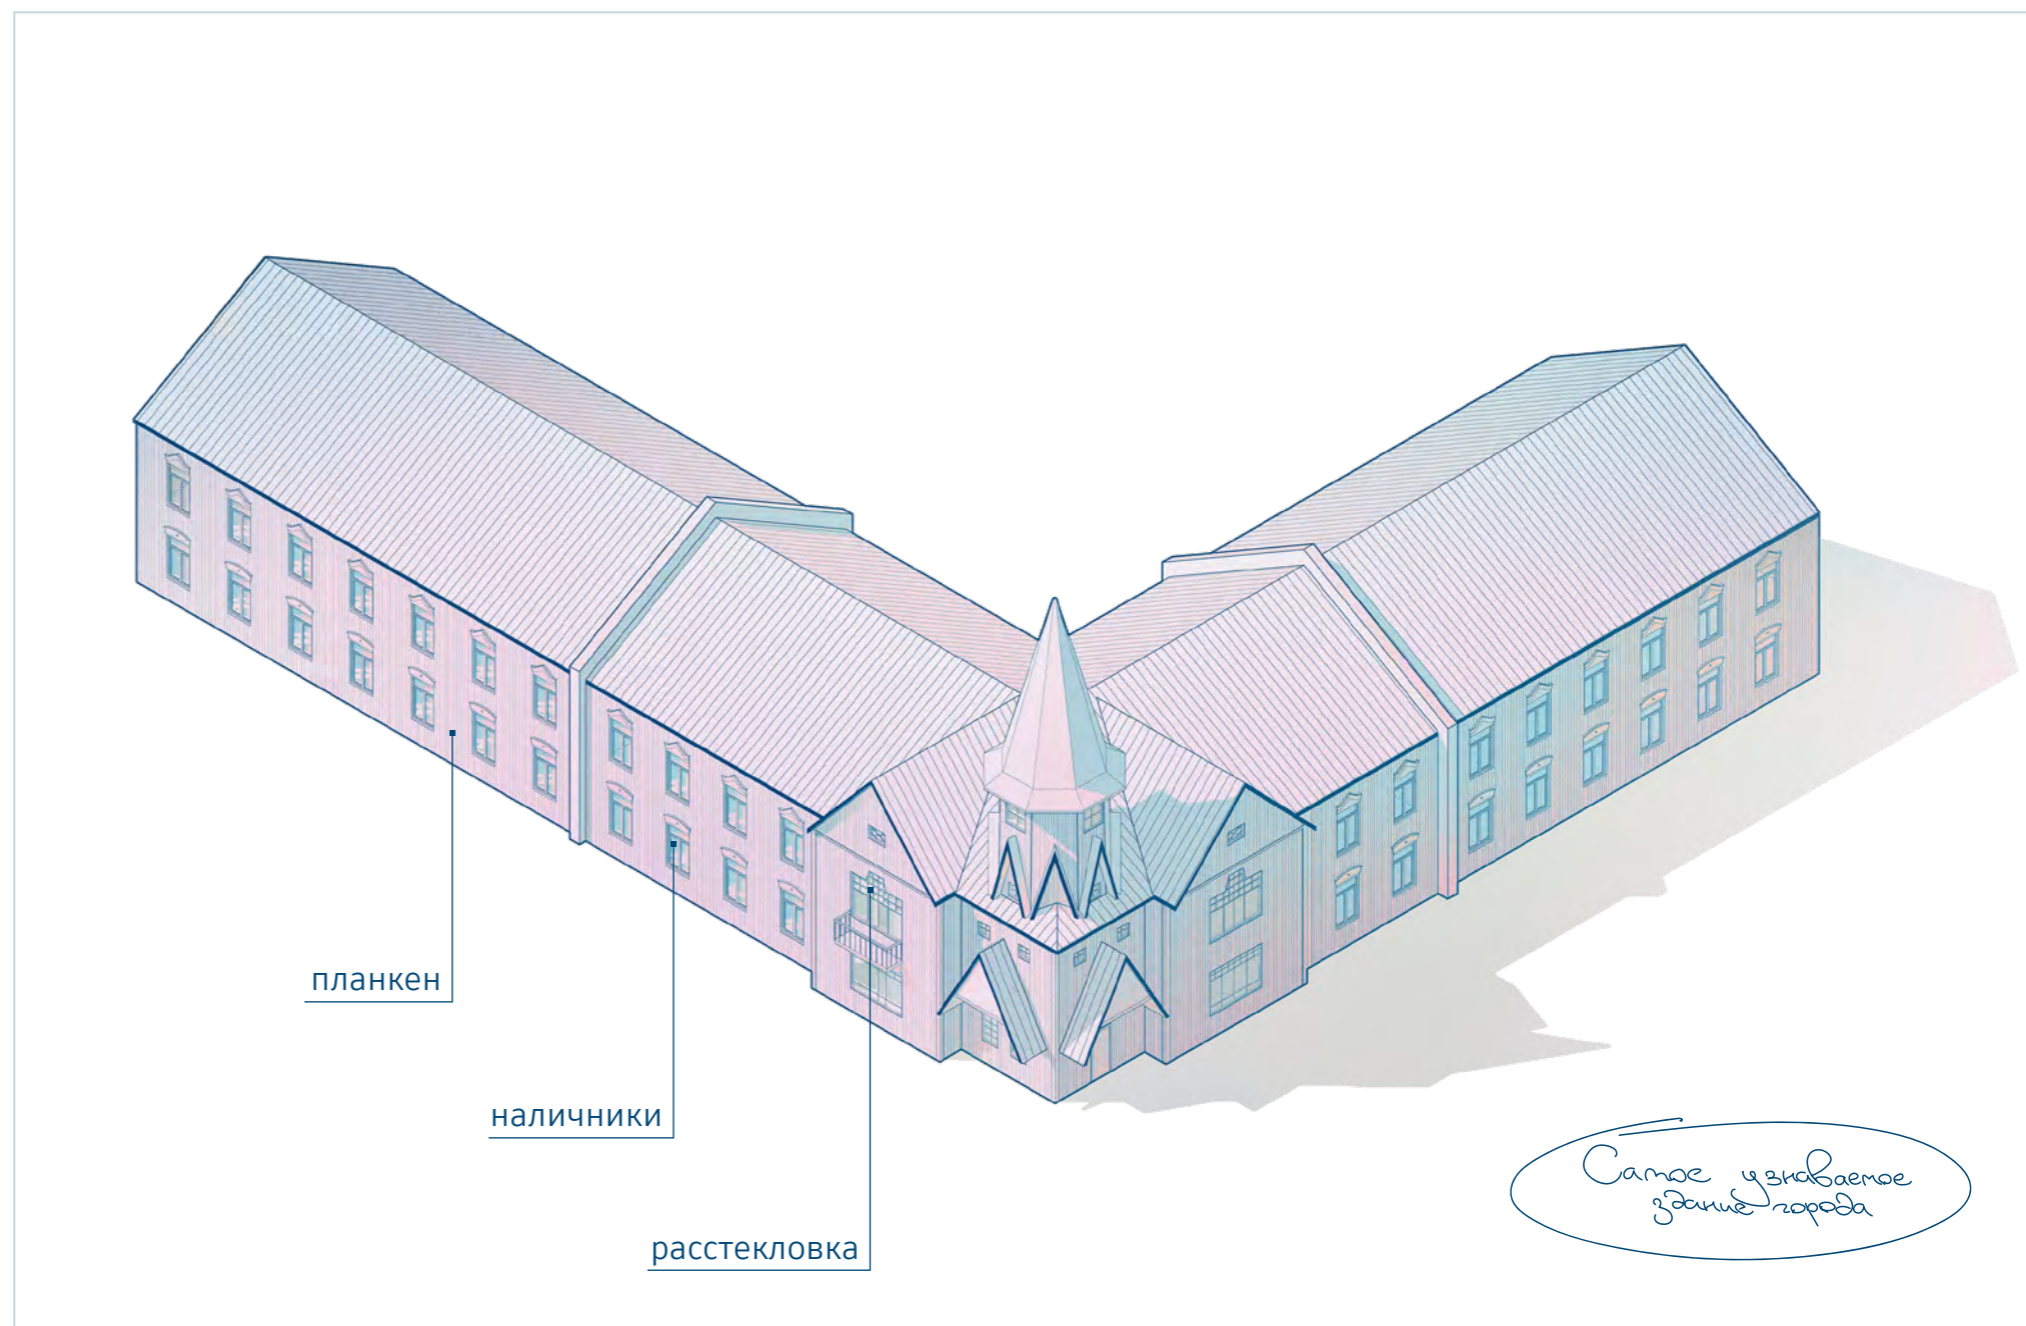 планкен
наличники
расстекловка
Самое узнаваемое
здание города